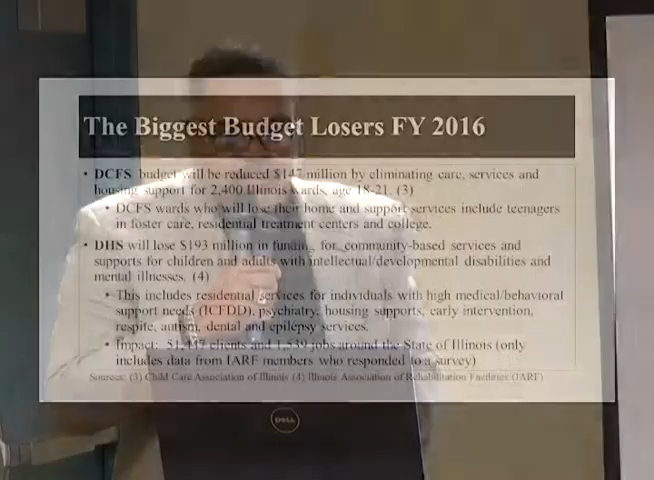 The Biggest Budget Losers FY 2016
• DCFS budget will be reduced $147 million by eliminating care, services and
housing support for 2,400 Illinois wards, age 18-21. (3)
• DCFS wards who will lose their home and support services include teenagers
in foster care, residential treatment centers and college.
• DHS will lose $193 million in funding for community-based services and
supports for children and adults with intellectual/developmental disabilities and
mental illnesses. (4)
• This includes residential services for individuals with high medical/behavioral
support needs (ICFDD), psychiatry, housing supports, early intervention,
respite, autism, dental and epilepsy services.
• Impact: clients and 1,539 jobs around the State of Illinois (only
includes data from IARF members who responded to a survey)
Sources: (3) Child Care Association of Illinois (4) Illinois Association of Rehabilitation Facilities (IARF)
DELL